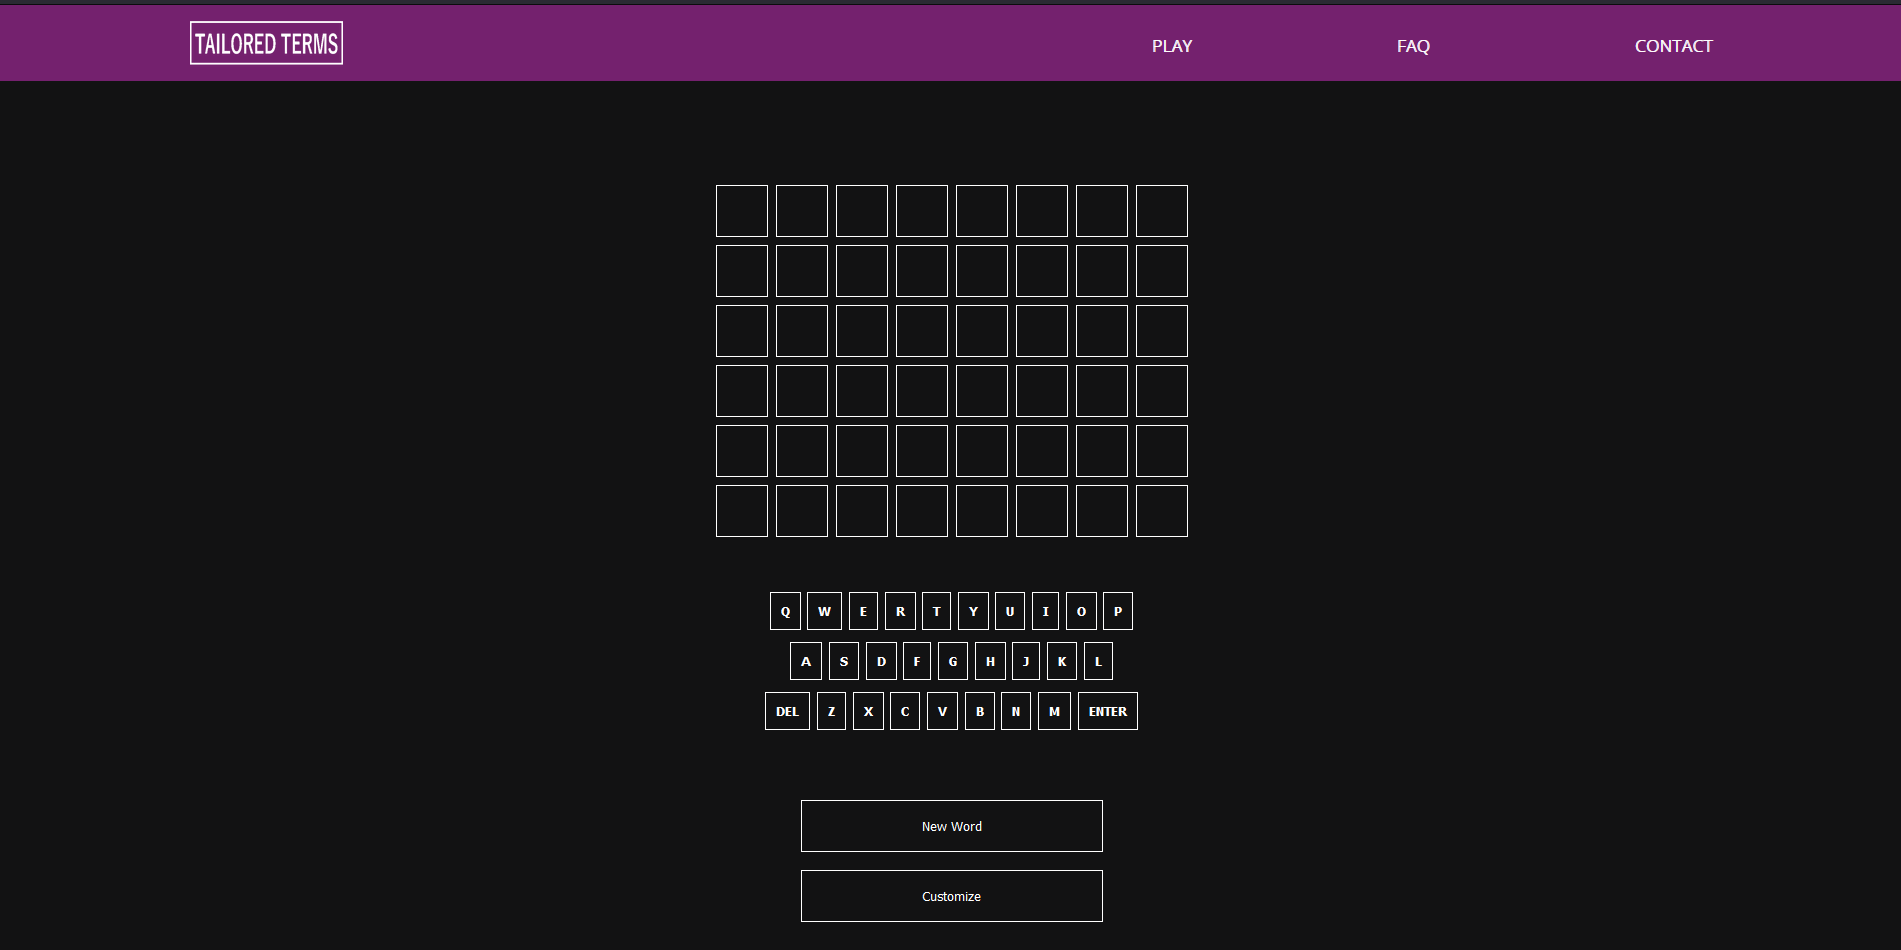 TAILORED TERMS
PLAY FAQ CONTACT
Q W E R T Y U I O P
A S D F G H J K L
DEL Z X C V B N M ENTER
New Word
Customize